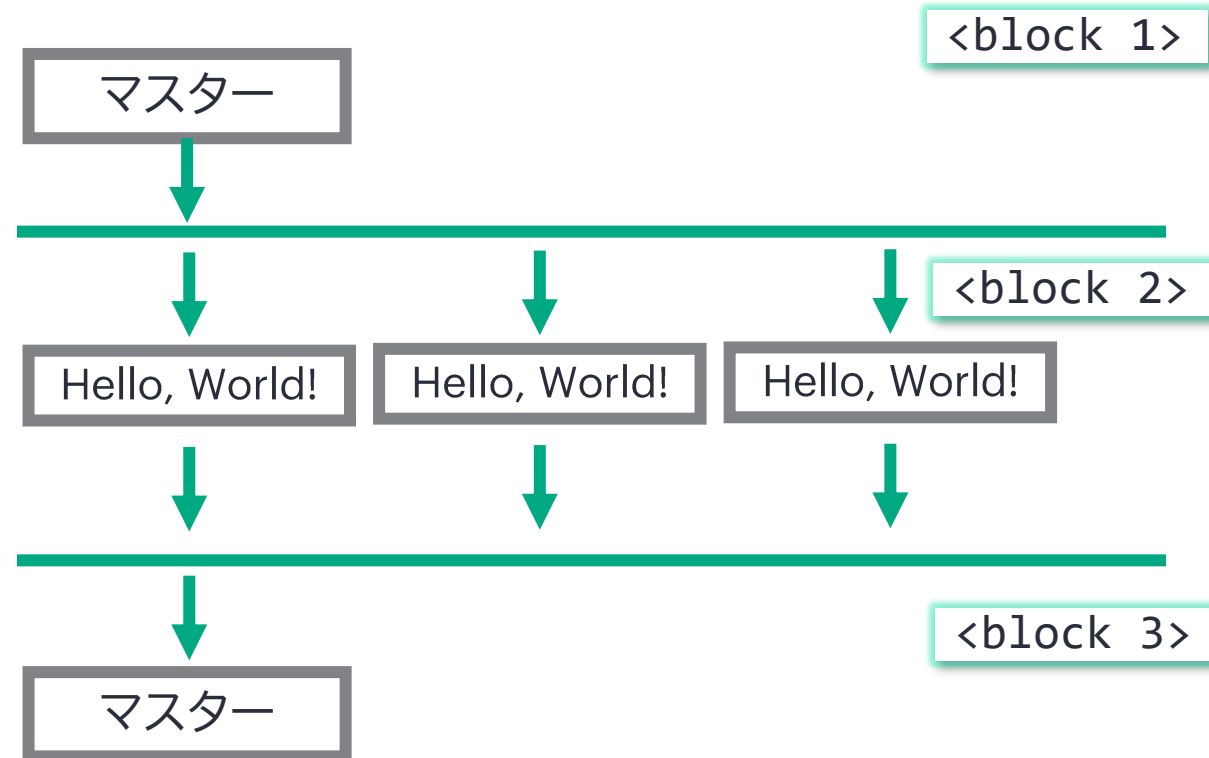 <block 1>
マスター
<block 2>
Hello, World!
Hello, World!
Hello, World!
<block 3>
マスター